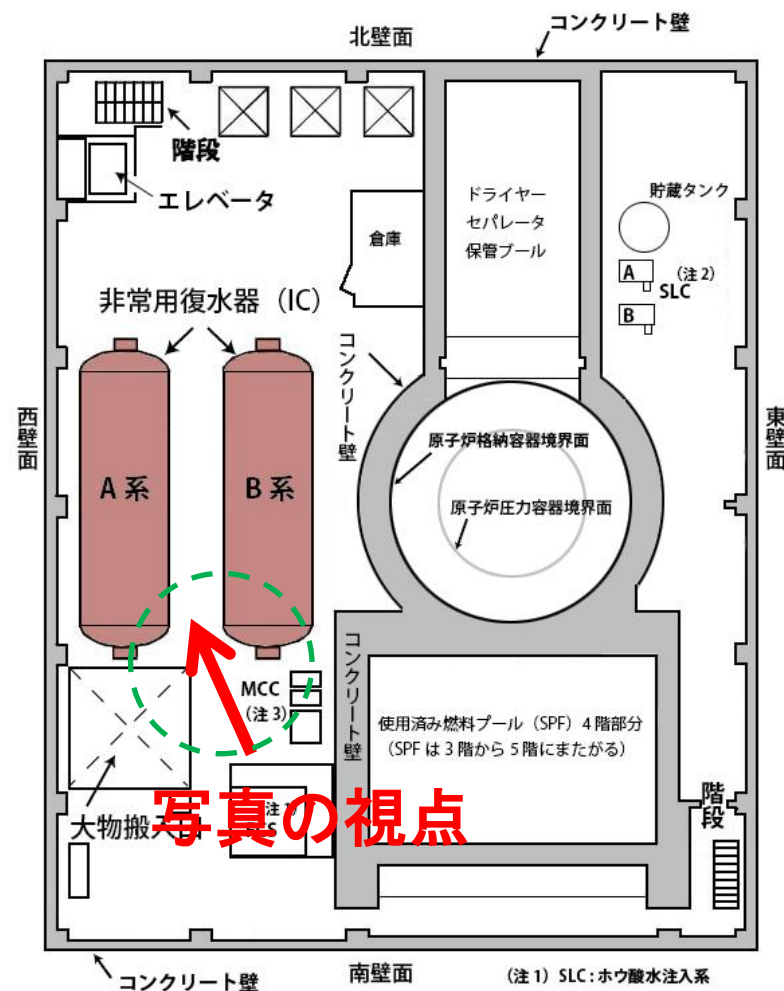 北壁面
コンクリート壁
階段
エレベータ
倉庫
ドライヤー
セパレータ
保管プール
貯蔵タンク
A
(注2)
SLC
B
非常用復水器（IC）
コンクリート壁
西壁面
東壁面
A系
B系
原子炉格納容器境界面
原子炉圧力容器境界面
コンクリート壁
MCC
(注3)
使用済み燃料プール（SPF）4階部分
（SPFは3階から5階にまたがる）
階段
大物搬入
写真の視点
コンクリート壁
南壁面
（注1）SLC：ホウ酸水注入系